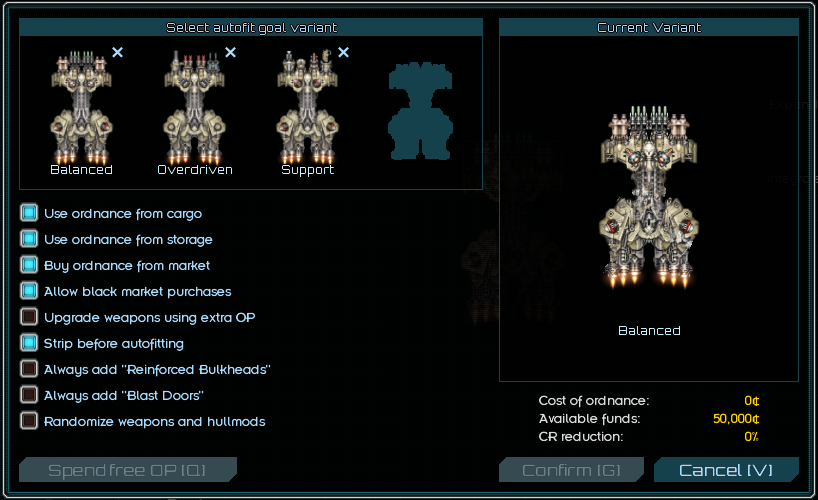 Select autofit goal variant
Current Variant
Balanced
Overdriven
Support
Use ordnance from cargo
Use ordnance from storage
Buy ordnance from market
Allow black market purchases
Upgrade weapons using extra OP
Strip before autofitting
Always add "Reinforced Bulkheads"
Always add "Blast Doors"
Randomize weapons and hullmods
Balanced
Cost of ordnance: 0¢
Available funds: 50,000¢
CR reduction: 0%
Spend free OP [Q]
Confirm [G]
Cancel [V]